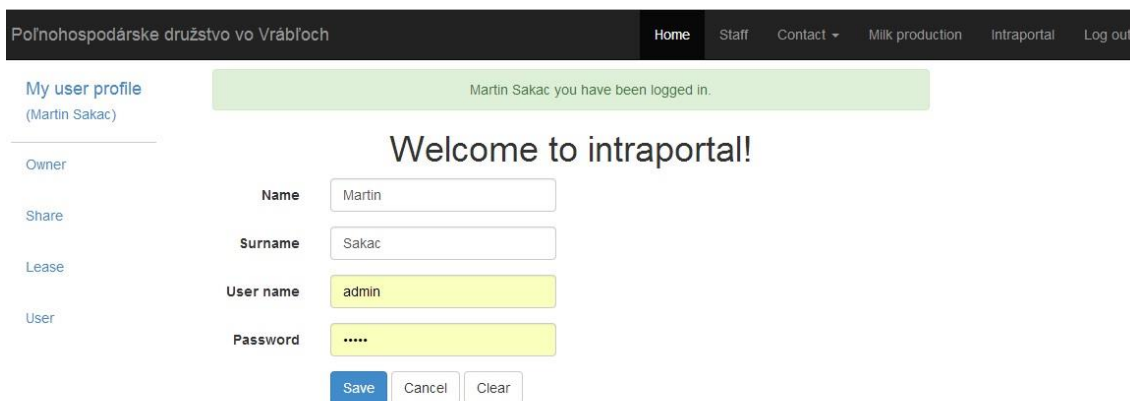 Poľnohospodárske družstvo vo Vrábľoch Home Staff Contact Milk production Intraportal Log out
My user profile
(Martin Sakac)
Owner
Share
Lease
User
Martin Sakac you have been logged in.
Welcome to intraportal!
Name Martin
Surname Sakac
User name admin
Password •••••
Save Cancel Clear